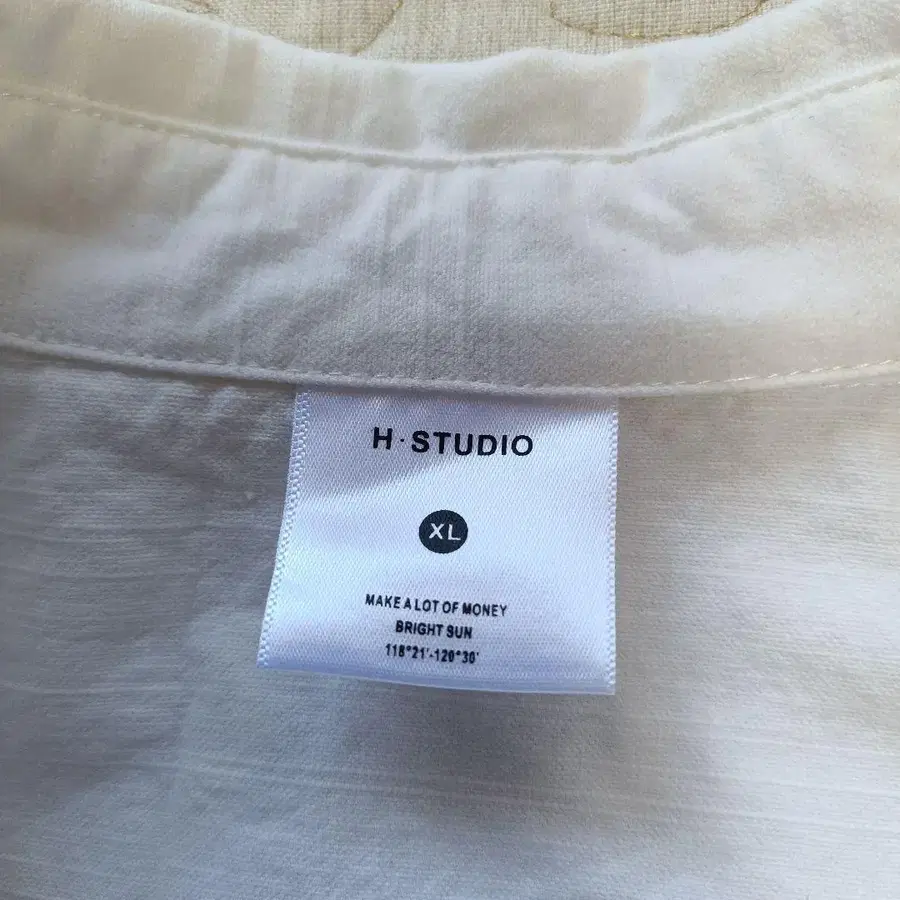 H·STUDIO
XL
MAKE A LOT OF MONEY
BRIGHT SUN
118°21'-120°30'